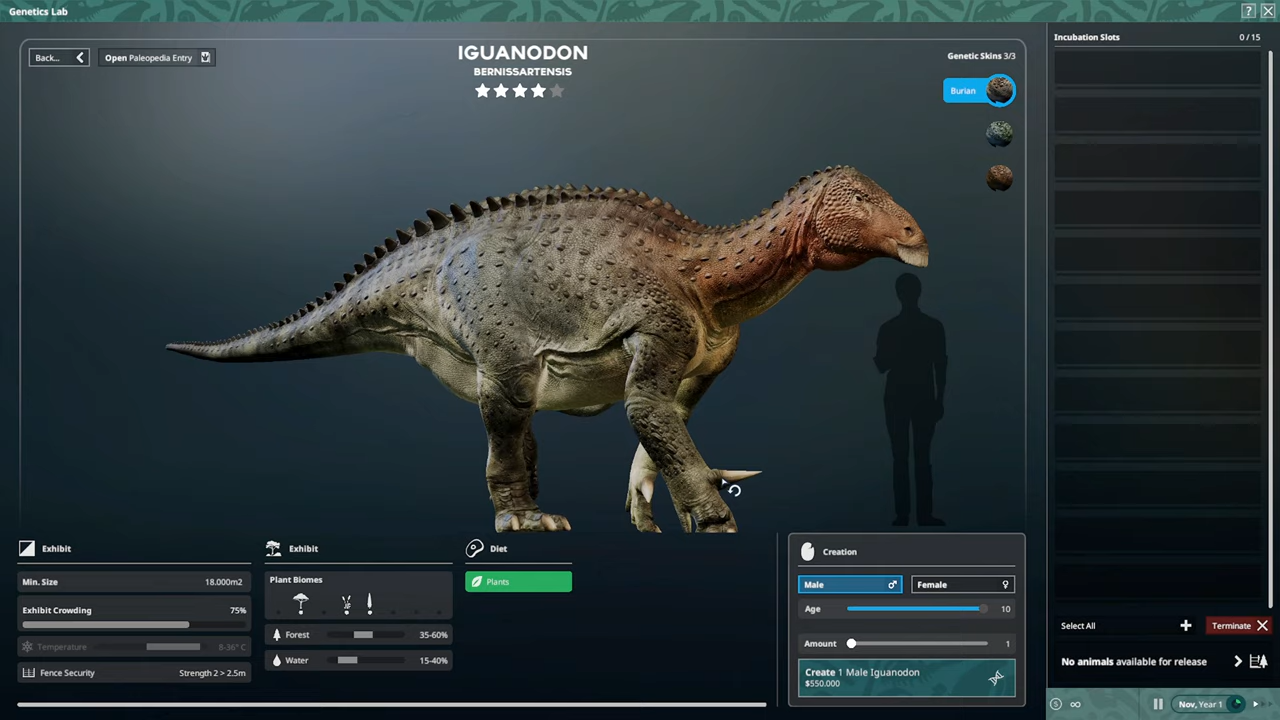 Genetics Lab
?
Back...
Open Paleopedia Entry
IGUANODON
BERNISSARTENSIS
Genetic Skins 3/3
Burian
Incubation Slots 0 / 15
Exhibit
Min. Size 18.000m2
Exhibit Crowding 75%
Temperature 8-36° C
Fence Security Strength 2 > 2.5m
Exhibit
Plant Biomes
Forest 35-60%
Water 15-40%
Diet
Plants
Creation
Male
Female
Age 10
Amount 1
Create 1 Male Iguanodon
$550.000
Select All
Terminate
No animals available for release
Nov, Year 1